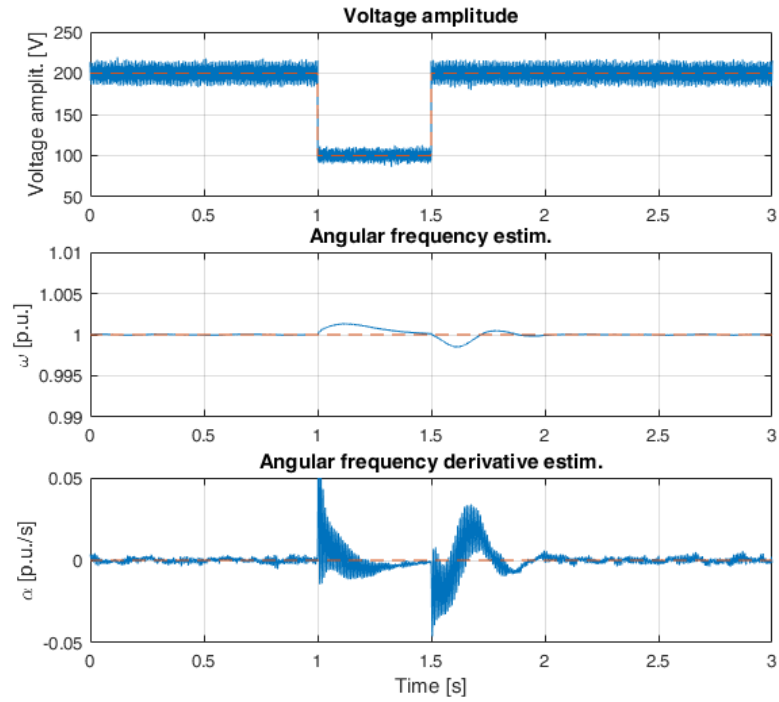 Voltage amplitude
Voltage amplit. [V]
250
200
150
100
50
0 0.5 1 1.5 2 2.5 3
Angular frequency estim.
ω [p.u.]
1.01
1.005
1
0.995
0.99
0 0.5 1 1.5 2 2.5 3
Angular frequency derivative estim.
α [p.u./s]
0.05
0
-0.05
0 0.5 1 1.5 2 2.5 3
Time [s]